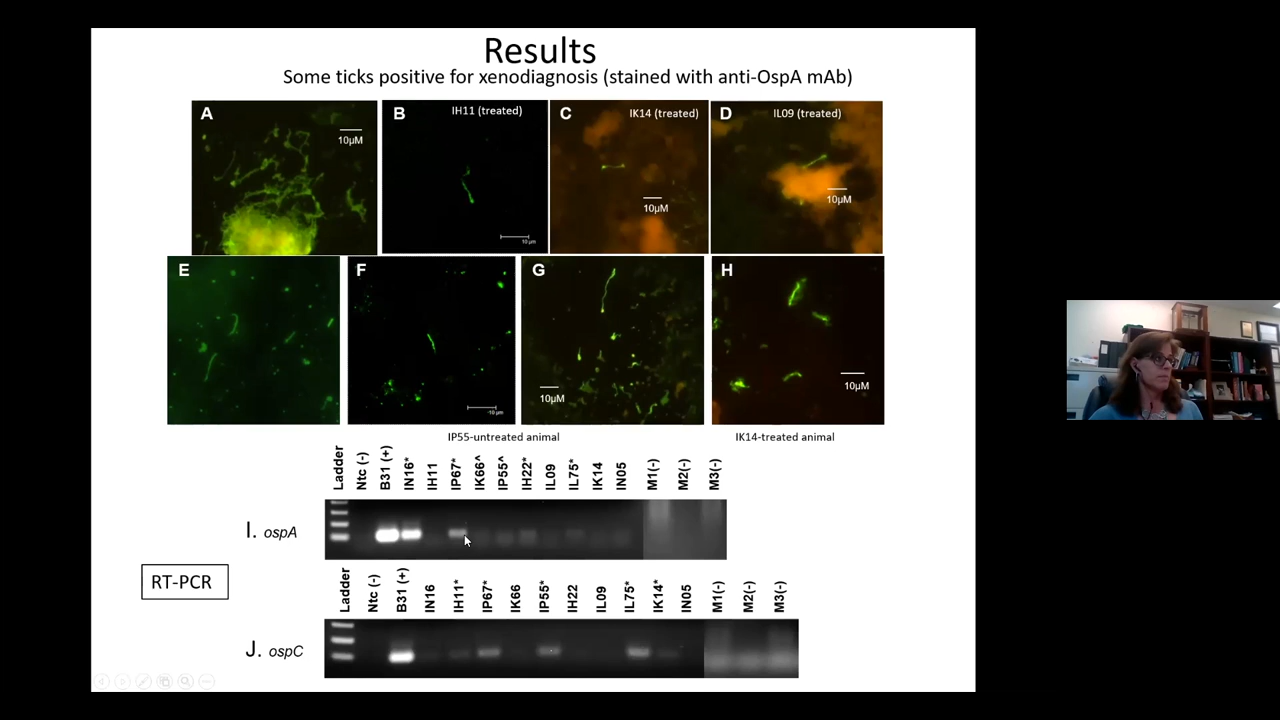 Results
Some ticks positive for xenodiagnosis (stained with anti-OspA mAb)
A
10µM
B
IH11 (treated)
10 µm
C
IK14 (treated)
10µM
D
IL09 (treated)
10µM
E
F
10 µm
G
10µM
H
10µM
IP55-untreated animal
IK14-treated animal
Ladder
Ntc (-)
B31 (+)
IN16*
IH11
IP67*
IK66^
IP55^
IH22*
IL09
IL75*
IK14
IN05
M1(-)
M2(-)
M3(-)
I. ospA
RT-PCR
Ladder
Ntc (-)
B31 (+)
IN16
IH11*
IP67*
IK66
IP55*
IH22
IL09
IL75*
IK14*
IN05
M1(-)
M2(-)
M3(-)
J. ospC